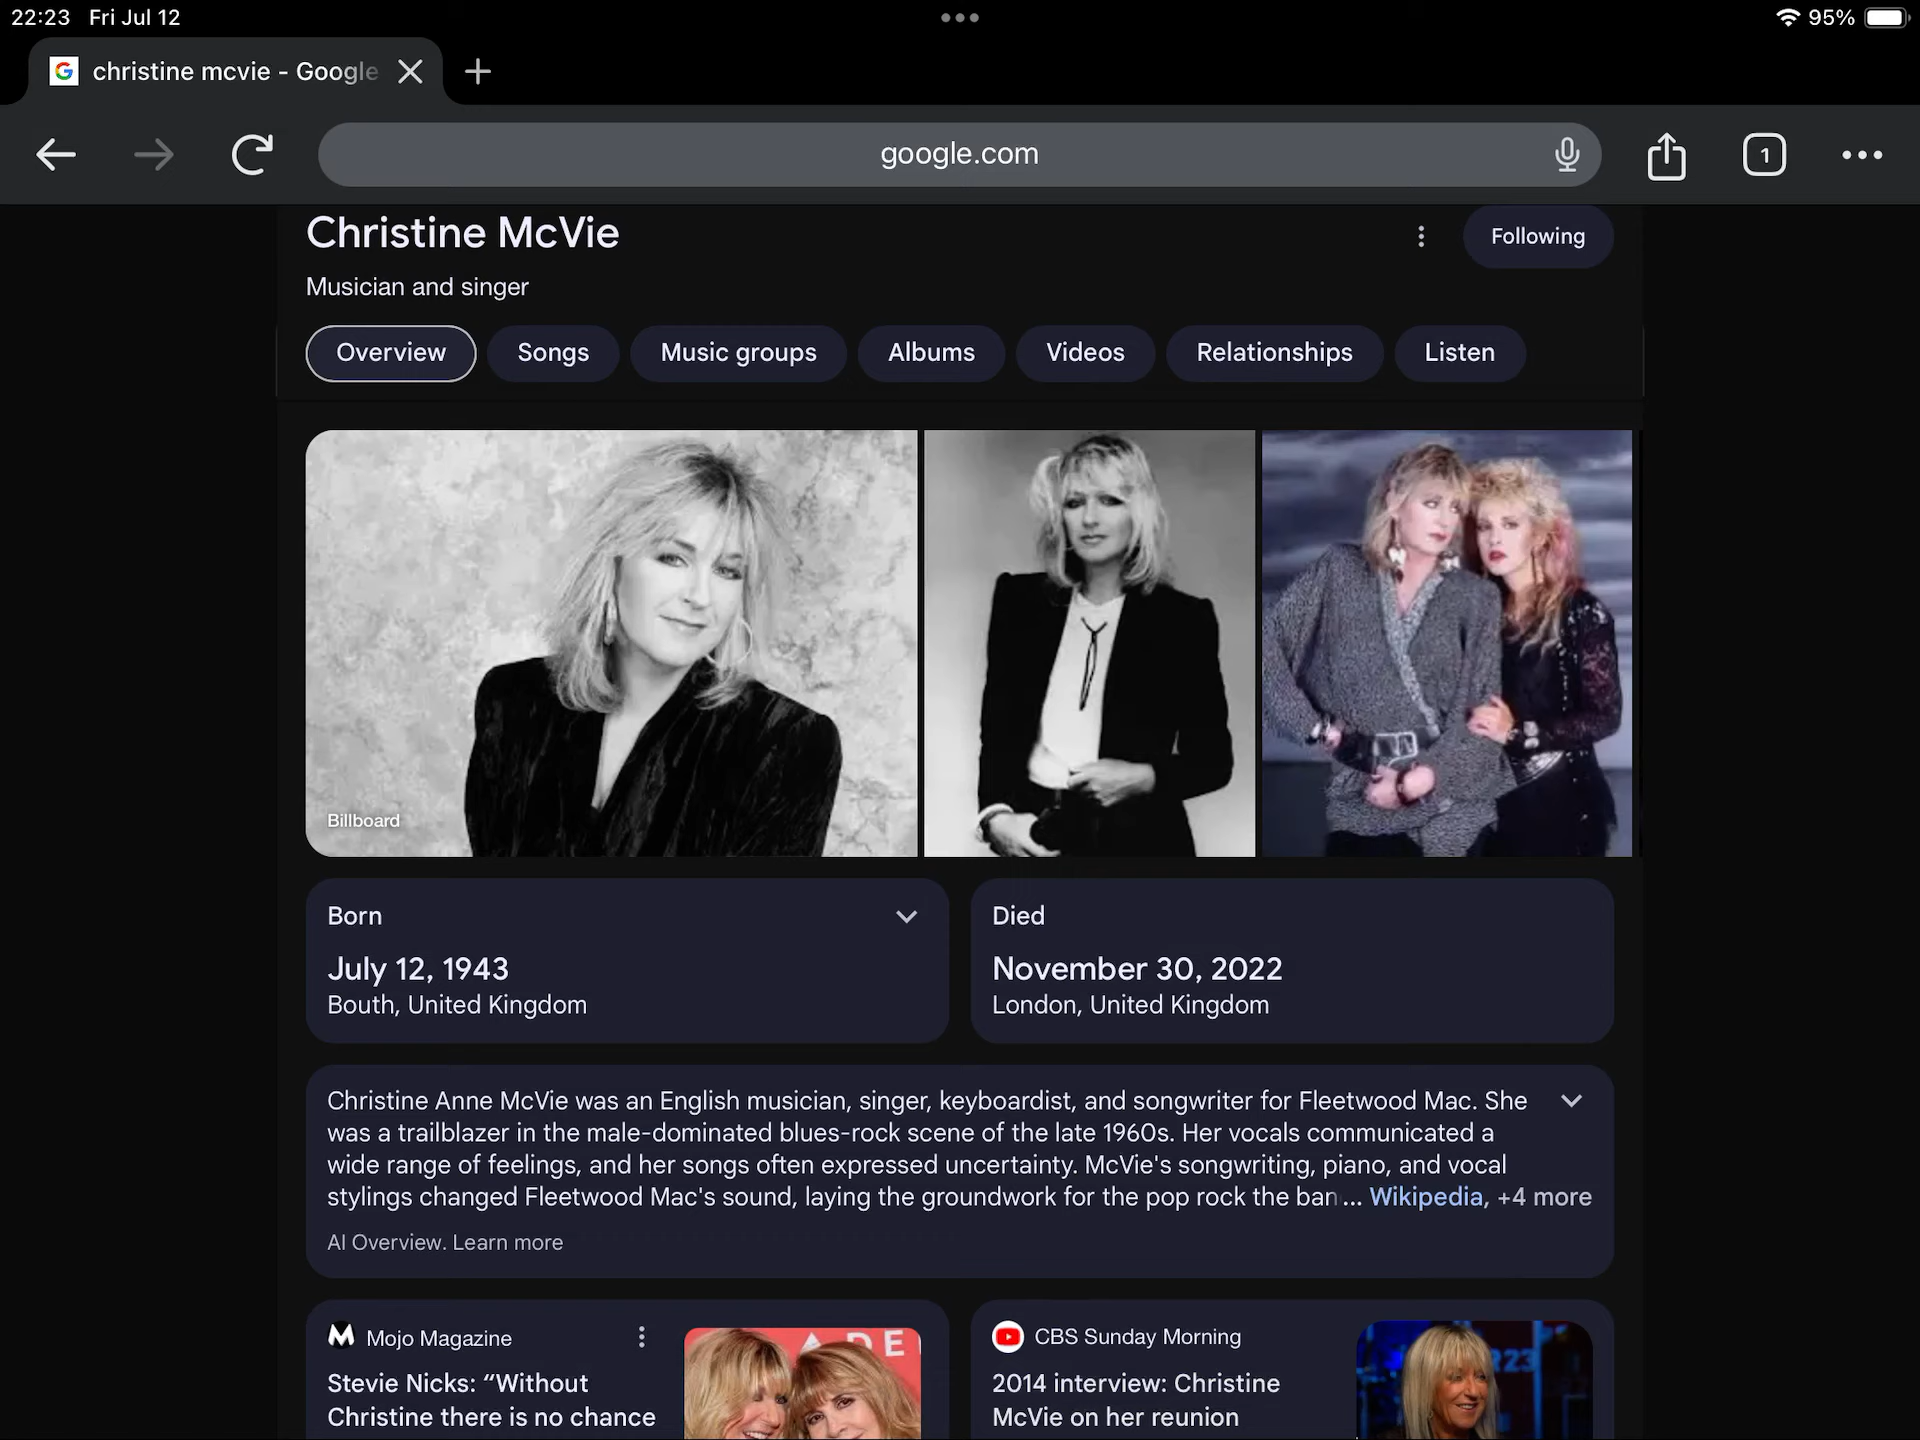 22:23 Fri Jul 12
95%
christine mcvie - Google
google.com
1
Christine McVie
Following
Musician and singer
Overview
Songs
Music groups
Albums
Videos
Relationships
Listen
Billboard
Born
July 12, 1943
Bouth, United Kingdom
Died
November 30, 2022
London, United Kingdom
Christine Anne McVie was an English musician, singer, keyboardist, and songwriter for Fleetwood Mac. She
was a trailblazer in the male-dominated blues-rock scene of the late 1960s. Her vocals communicated a
wide range of feelings, and her songs often expressed uncertainty. McVie's songwriting, piano, and vocal
stylings changed Fleetwood Mac's sound, laying the groundwork for the pop rock the ban... Wikipedia, +4 more
AI Overview. Learn more
Mojo Magazine
Stevie Nicks: “Without
Christine there is no chance
CBS Sunday Morning
2014 interview: Christine
McVie on her reunion